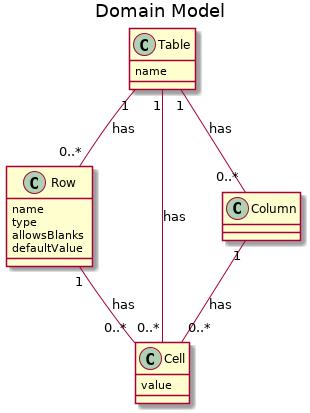 Domain Model
C Table
name
1 1 1
has has
0..*
0..*
C Row
name
type
allowsBlanks
defaultValue
C Column
has
1
1
has has
0..* 0..* 0..*
C Cell
value